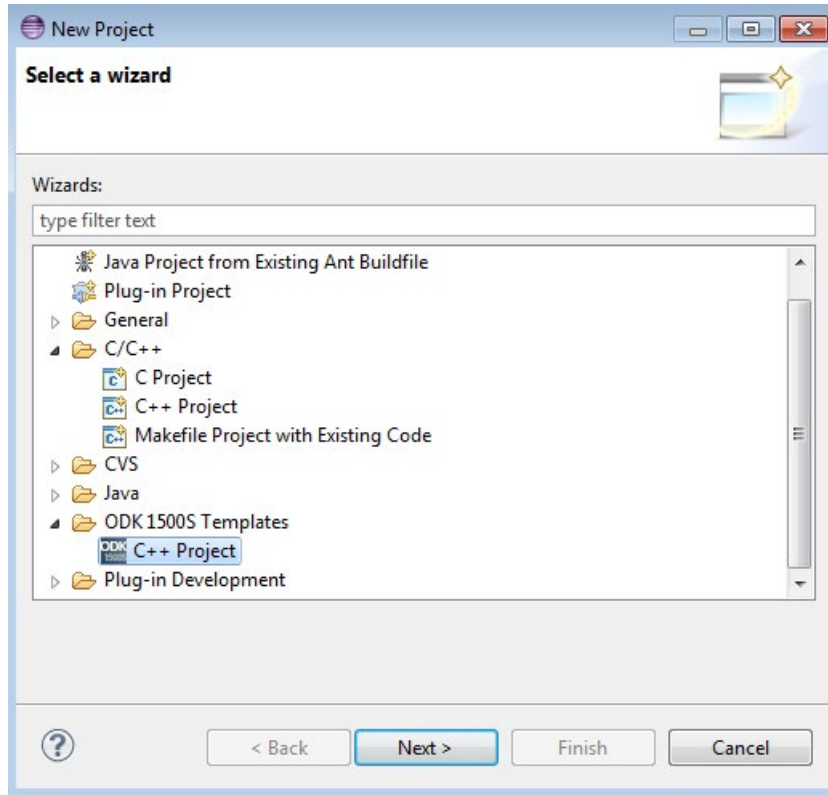 New Project
Select a wizard
Wizards:
type filter text
Java Project from Existing Ant Buildfile
Plug-in Project
General
C/C++
C Project
C++ Project
Makefile Project with Existing Code
CVS
Java
ODK 1500S Templates
C++ Project
Plug-in Development
< Back Next > Finish Cancel